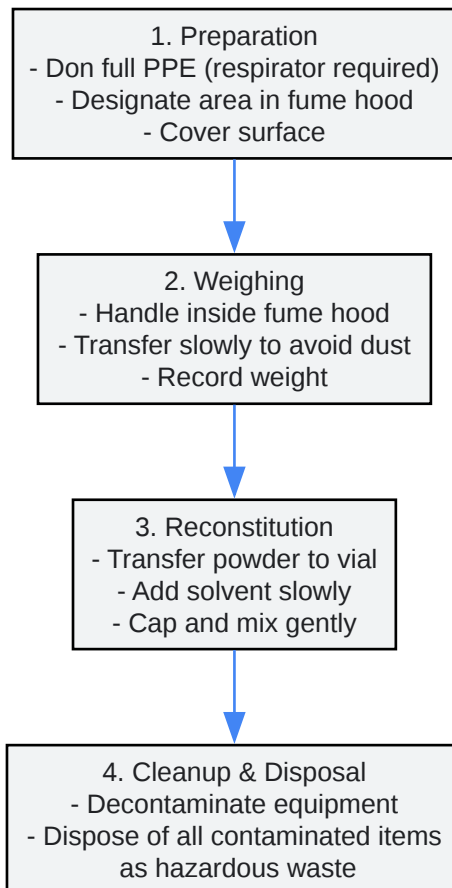 1. Preparation
- Don full PPE (respirator required)
- Designate area in fume hood
- Cover surface
2. Weighing
- Handle inside fume hood
- Transfer slowly to avoid dust
- Record weight
3. Reconstitution
- Transfer powder to vial
- Add solvent slowly
- Cap and mix gently
4. Cleanup & Disposal
- Decontaminate equipment
- Dispose of all contaminated items
as hazardous waste